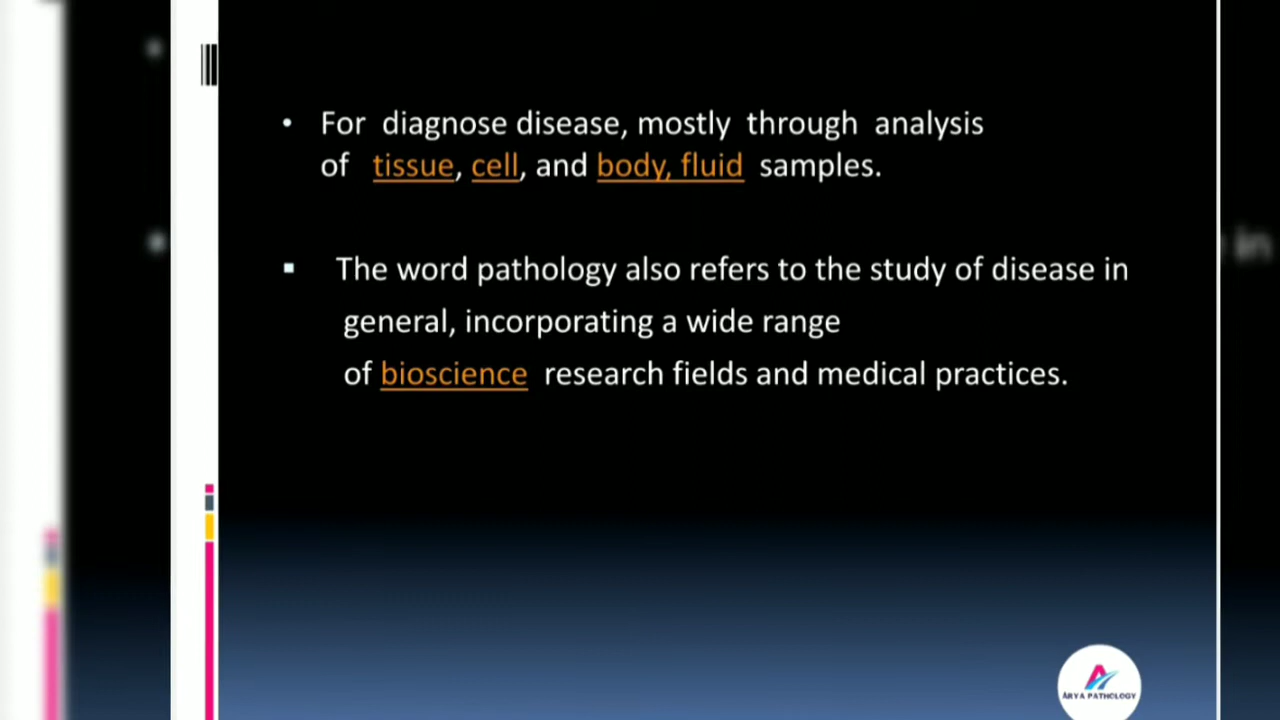 • For diagnose disease, mostly through analysis
of tissue, cell, and body, fluid samples.
▪ The word pathology also refers to the study of disease in
general, incorporating a wide range
of bioscience research fields and medical practices.
in
ARYA PATHOLOGY